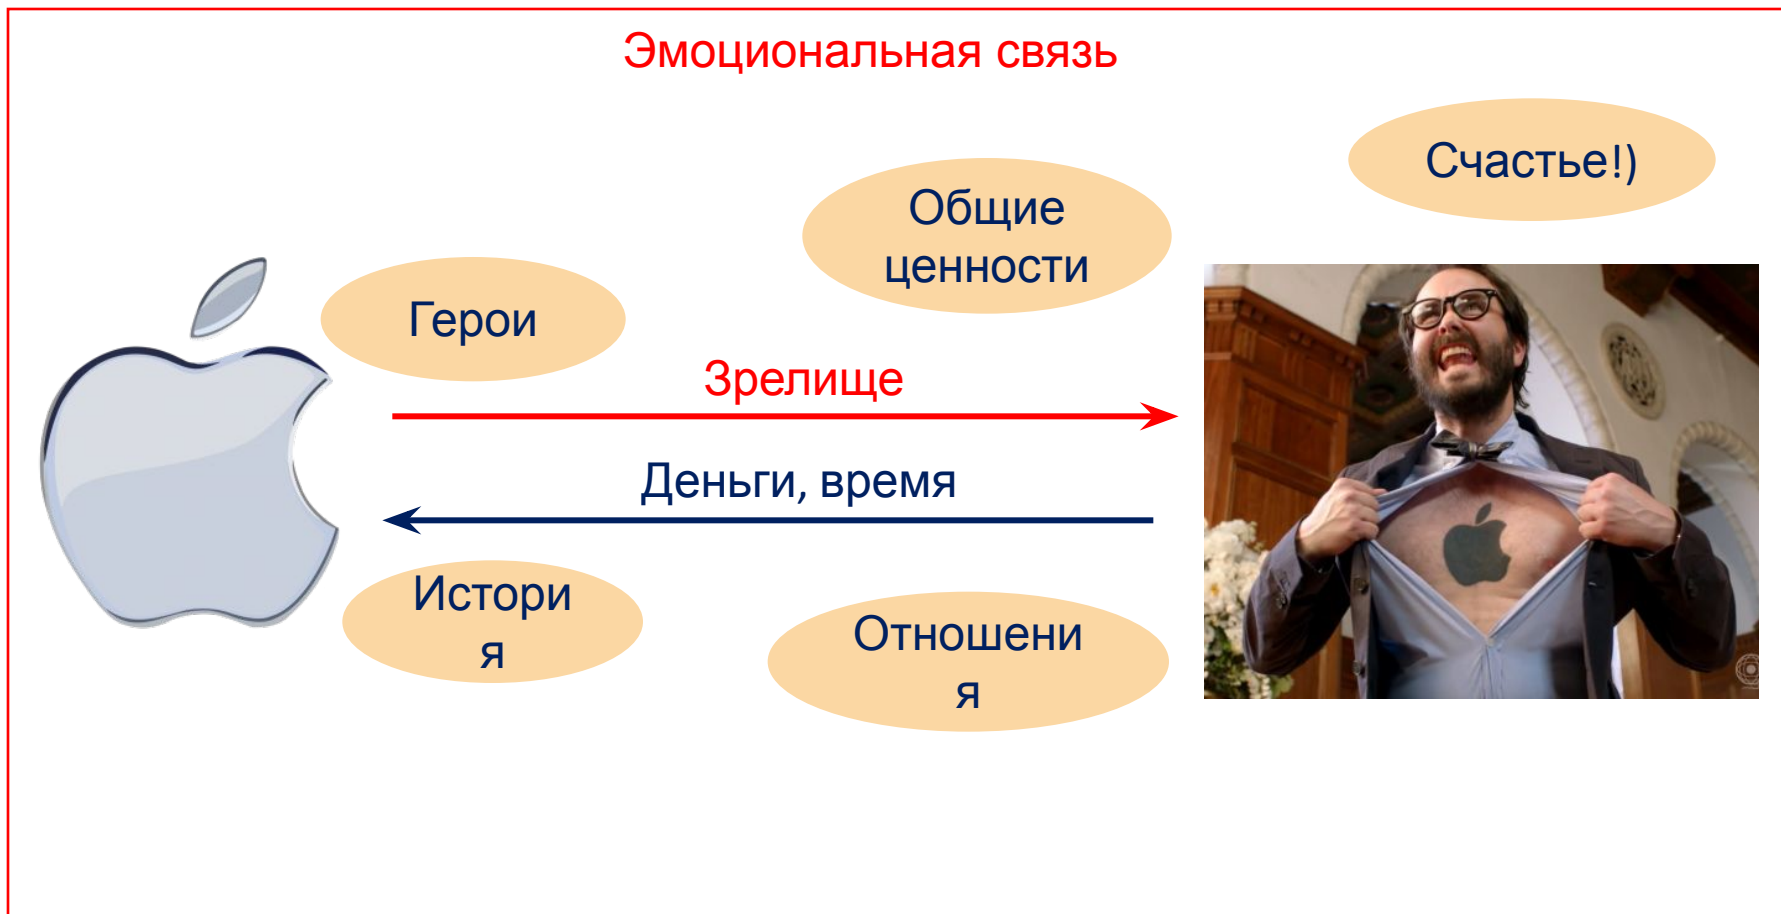 Эмоциональная связь
Счастье!)
Общие
ценности
Герои
Зрелище
Деньги, время
Истори
я
Отношени
я